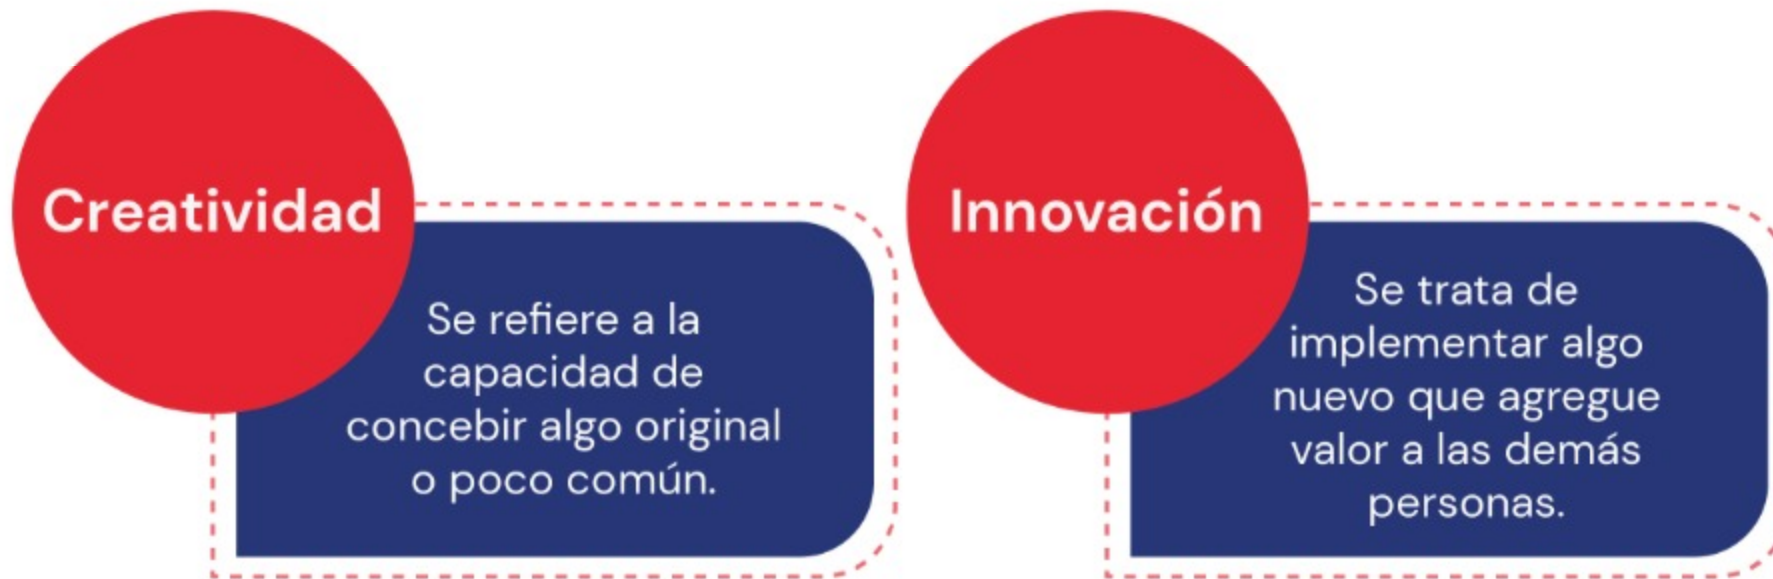 Creatividad
Se refiere a la
capacidad de
concebir algo original
o poco común.
Innovación
Se trata de
implementar algo
nuevo que agregue
valor a las demás
personas.